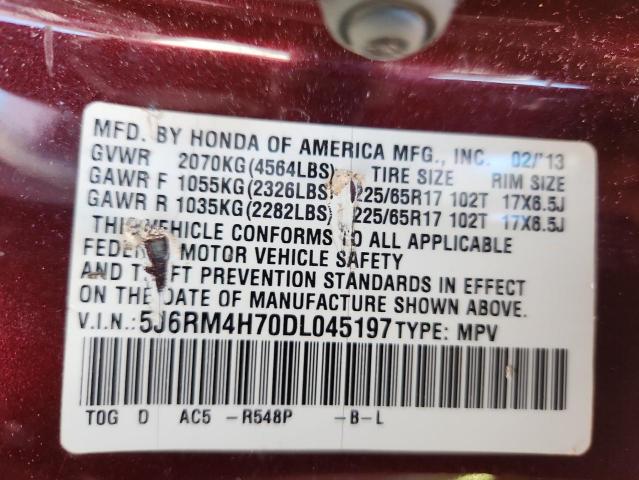 MFD. BY HONDA OF AMERICA MFG., INC. 02/'13
GVWR 2070KG(4564LBS) TIRE SIZE RIM SIZE
GAWR F 1055KG(2326LBS) 225/65R17 102T 17X6.5J
GAWR R 1035KG(2282LBS) 225/65R17 102T 17X6.5J
THIS VEHICLE CONFORMS TO ALL APPLICABLE
FEDERAL MOTOR VEHICLE SAFETY
AND THEFT PREVENTION STANDARDS IN EFFECT
ON THE DATE OF MANUFACTURE SHOWN ABOVE.
V.I.N.: 5J6RM4H70DL045197 TYPE: MPV
TOG D AC5 -R548P -B-L